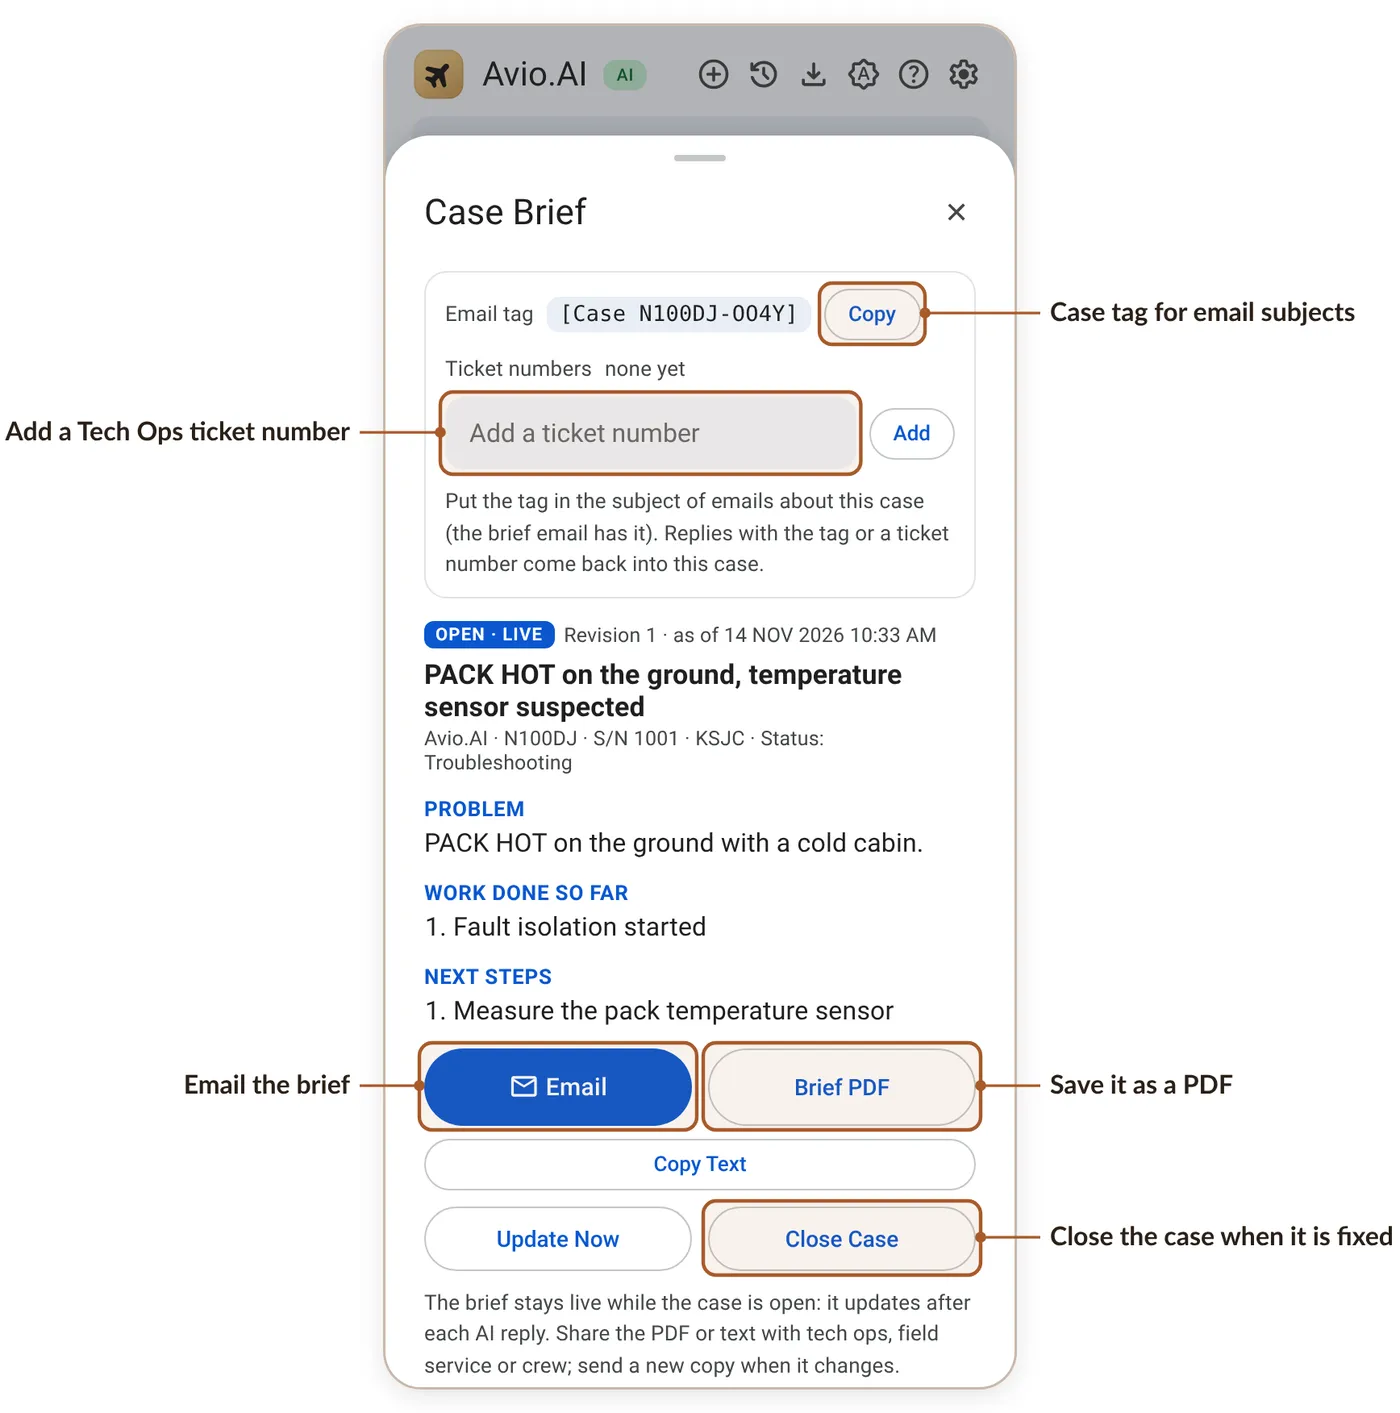 Avio.AI AI
Case Brief
Email tag [Case N100DJ-OO4Y] Copy
Case tag for email subjects
Ticket numbers none yet
Add a Tech Ops ticket number
Add a ticket number Add
Put the tag in the subject of emails about this case
(the brief email has it). Replies with the tag or a ticket
number come back into this case.
OPEN · LIVE Revision 1 · as of 14 NOV 2026 10:33 AM
PACK HOT on the ground, temperature
sensor suspected
Avio.AI · N100DJ · S/N 1001 · KSJC · Status:
Troubleshooting
PROBLEM
PACK HOT on the ground with a cold cabin.
WORK DONE SO FAR
1. Fault isolation started
NEXT STEPS
1. Measure the pack temperature sensor
Email the brief
Email Brief PDF
Save it as a PDF
Copy Text
Update Now Close Case
Close the case when it is fixed
The brief stays live while the case is open: it updates after
each AI reply. Share the PDF or text with tech ops, field
service or crew; send a new copy when it changes.